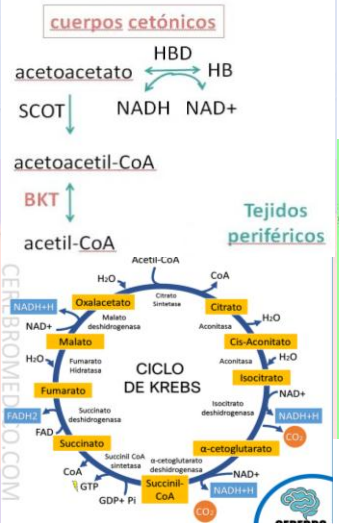 cuerpos cetónicos
HBD
acetoacetato
HB
SCOT
NADH NAD+
acetoacetil-CoA
BKT
Tejidos
periféricos
acetil-CoA
Acetil-CoA
H₂O
CoA
Citrato
Sintetasa
NADH+H
Oxalacetato
Citrato
Malato
deshidrogenasa
Aconitasa
H₂O
NAD+
Malato
Cis-Aconitato
H₂O
Fumarato
Hidratasa
CICLO
DE KREBS
Aconitasa
H₂O
Isocitrato
Fumarato
Isocitrato
deshidrogenasa
NAD+
FADH2
Succinato
deshidrogenasa
NADH+H
FAD
CO₂
Succinato
α-cetoglutarato
Succinil CoA
sintetasa
α-cetoglutarato
deshidrogenasa
CoA
GTP
NAD+
Succinil-
CoA
NADH+H
GDP+ Pi
CO₂
CEREBROMEDICO.COM
CEREBRO